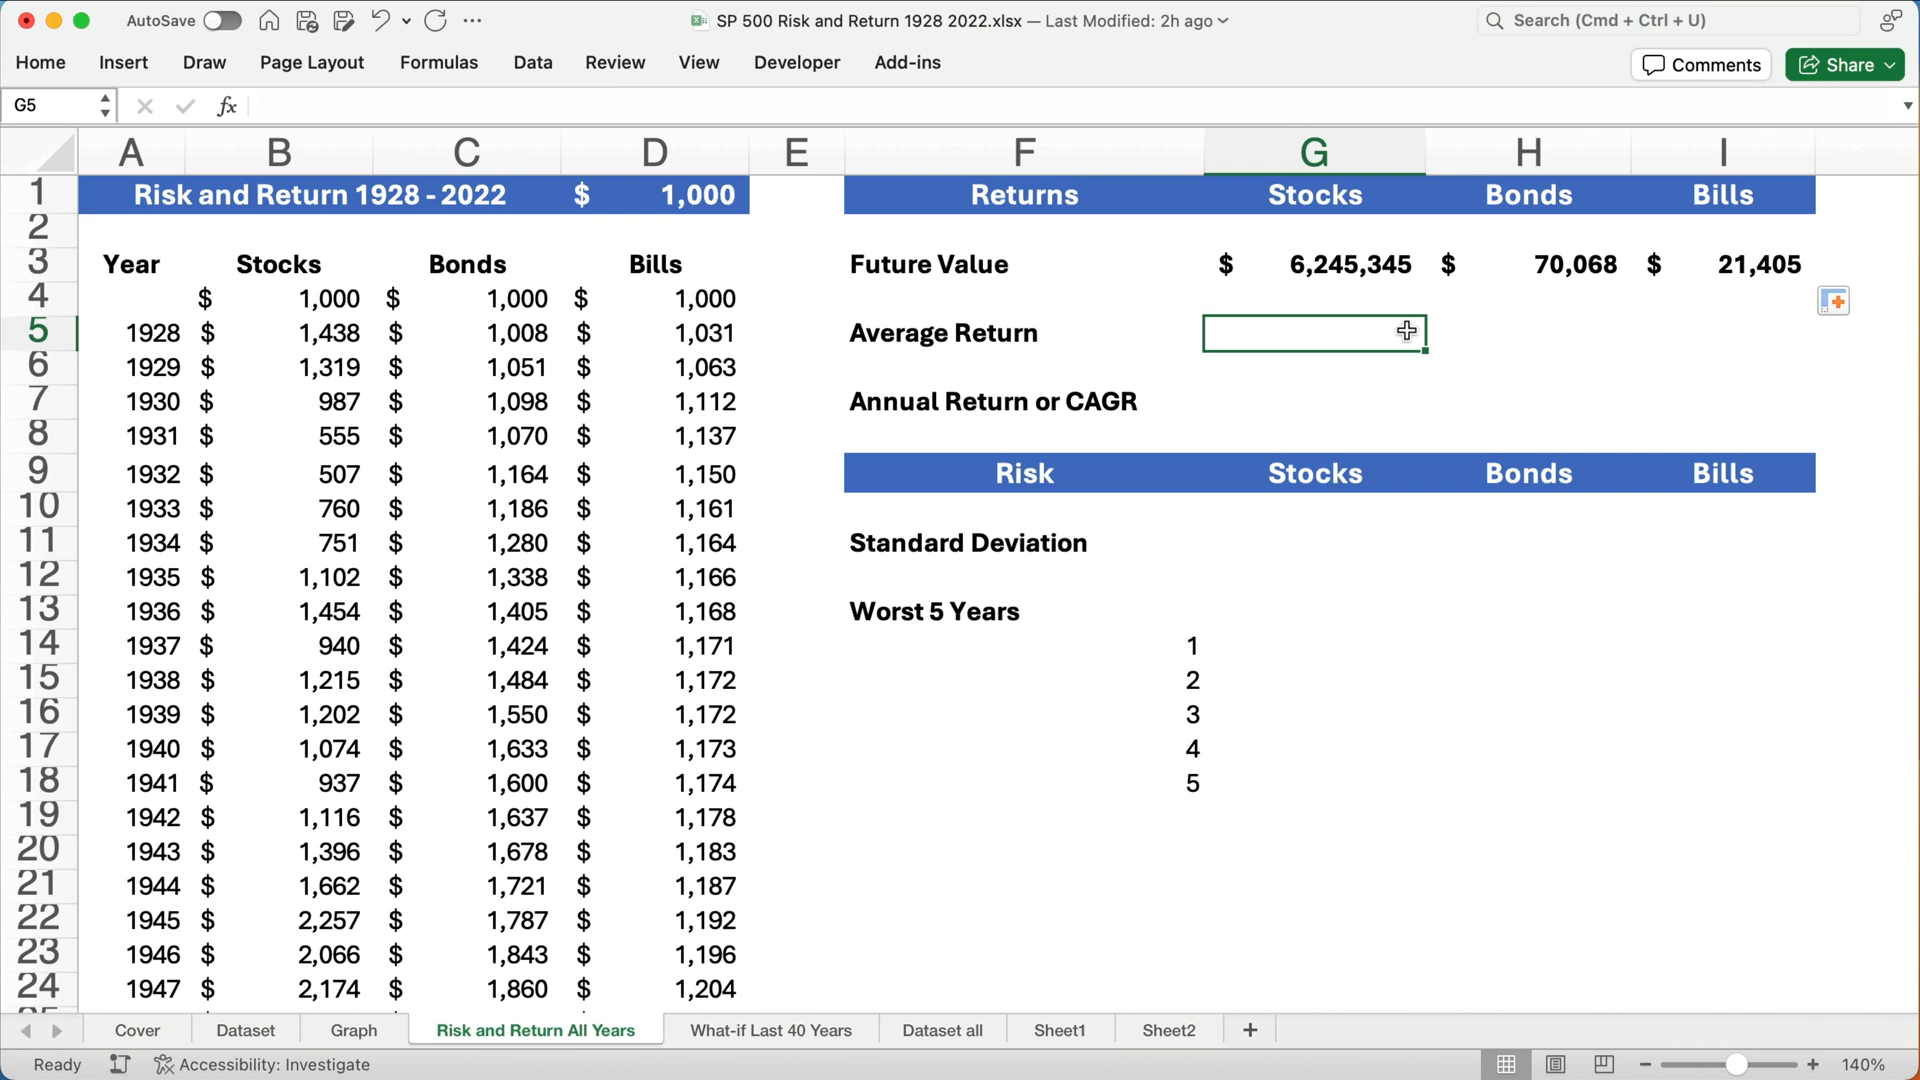 AutoSave
SP 500 Risk and Return 1928 2022.xlsx — Last Modified: 2h ago
Search (Cmd + Ctrl + U)
Home Insert Draw Page Layout Formulas Data Review View Developer Add-ins Comments Share
G5 fx
A B C D E F G H I
1 Risk and Return 1928 - 2022 $ 1,000 Returns Stocks Bonds Bills
2
3 Year Stocks Bonds Bills Future Value $ 6,245,345 $ 70,068 $ 21,405
4 $ 1,000 $ 1,000 $ 1,000
5 1928 $ 1,438 $ 1,008 $ 1,031 Average Return
6 1929 $ 1,319 $ 1,051 $ 1,063
7 1930 $ 987 $ 1,098 $ 1,112 Annual Return or CAGR
8 1931 $ 555 $ 1,070 $ 1,137
9 1932 $ 507 $ 1,164 $ 1,150 Risk Stocks Bonds Bills
10 1933 $ 760 $ 1,186 $ 1,161
11 1934 $ 751 $ 1,280 $ 1,164 Standard Deviation
12 1935 $ 1,102 $ 1,338 $ 1,166
13 1936 $ 1,454 $ 1,405 $ 1,168 Worst 5 Years
14 1937 $ 940 $ 1,424 $ 1,171 1
15 1938 $ 1,215 $ 1,484 $ 1,172 2
16 1939 $ 1,202 $ 1,550 $ 1,172 3
17 1940 $ 1,074 $ 1,633 $ 1,173 4
18 1941 $ 937 $ 1,600 $ 1,174 5
19 1942 $ 1,116 $ 1,637 $ 1,178
20 1943 $ 1,396 $ 1,678 $ 1,183
21 1944 $ 1,662 $ 1,721 $ 1,187
22 1945 $ 2,257 $ 1,787 $ 1,192
23 1946 $ 2,066 $ 1,843 $ 1,196
24 1947 $ 2,174 $ 1,860 $ 1,204
Cover Dataset Graph Risk and Return All Years What-if Last 40 Years Dataset all Sheet1 Sheet2 +
Ready Accessibility: Investigate − + 140%